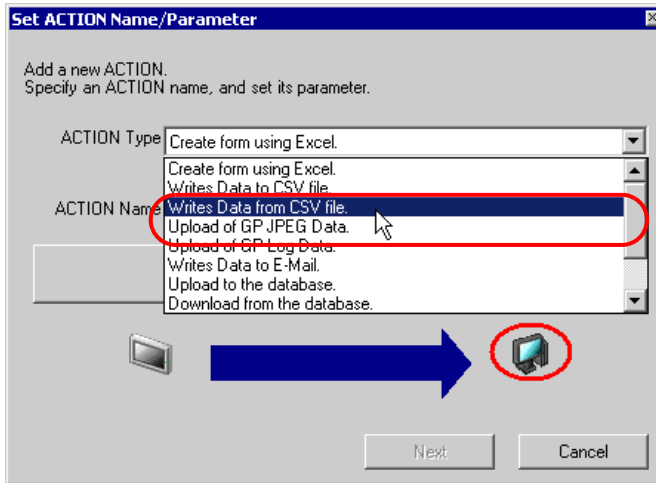 Set ACTION Name/Parameter
Add a new ACTION.
Specify an ACTION name, and set its parameter.
ACTION Type
Create form using Excel.
Create form using Excel.
Writes Data to CSV file.
ACTION Name
Writes Data from CSV file.
Upload of GP JPEG Data.
Upload of GP Log Data.
Writes Data to E-Mail.
Upload to the database.
Download from the database.
Next
Cancel